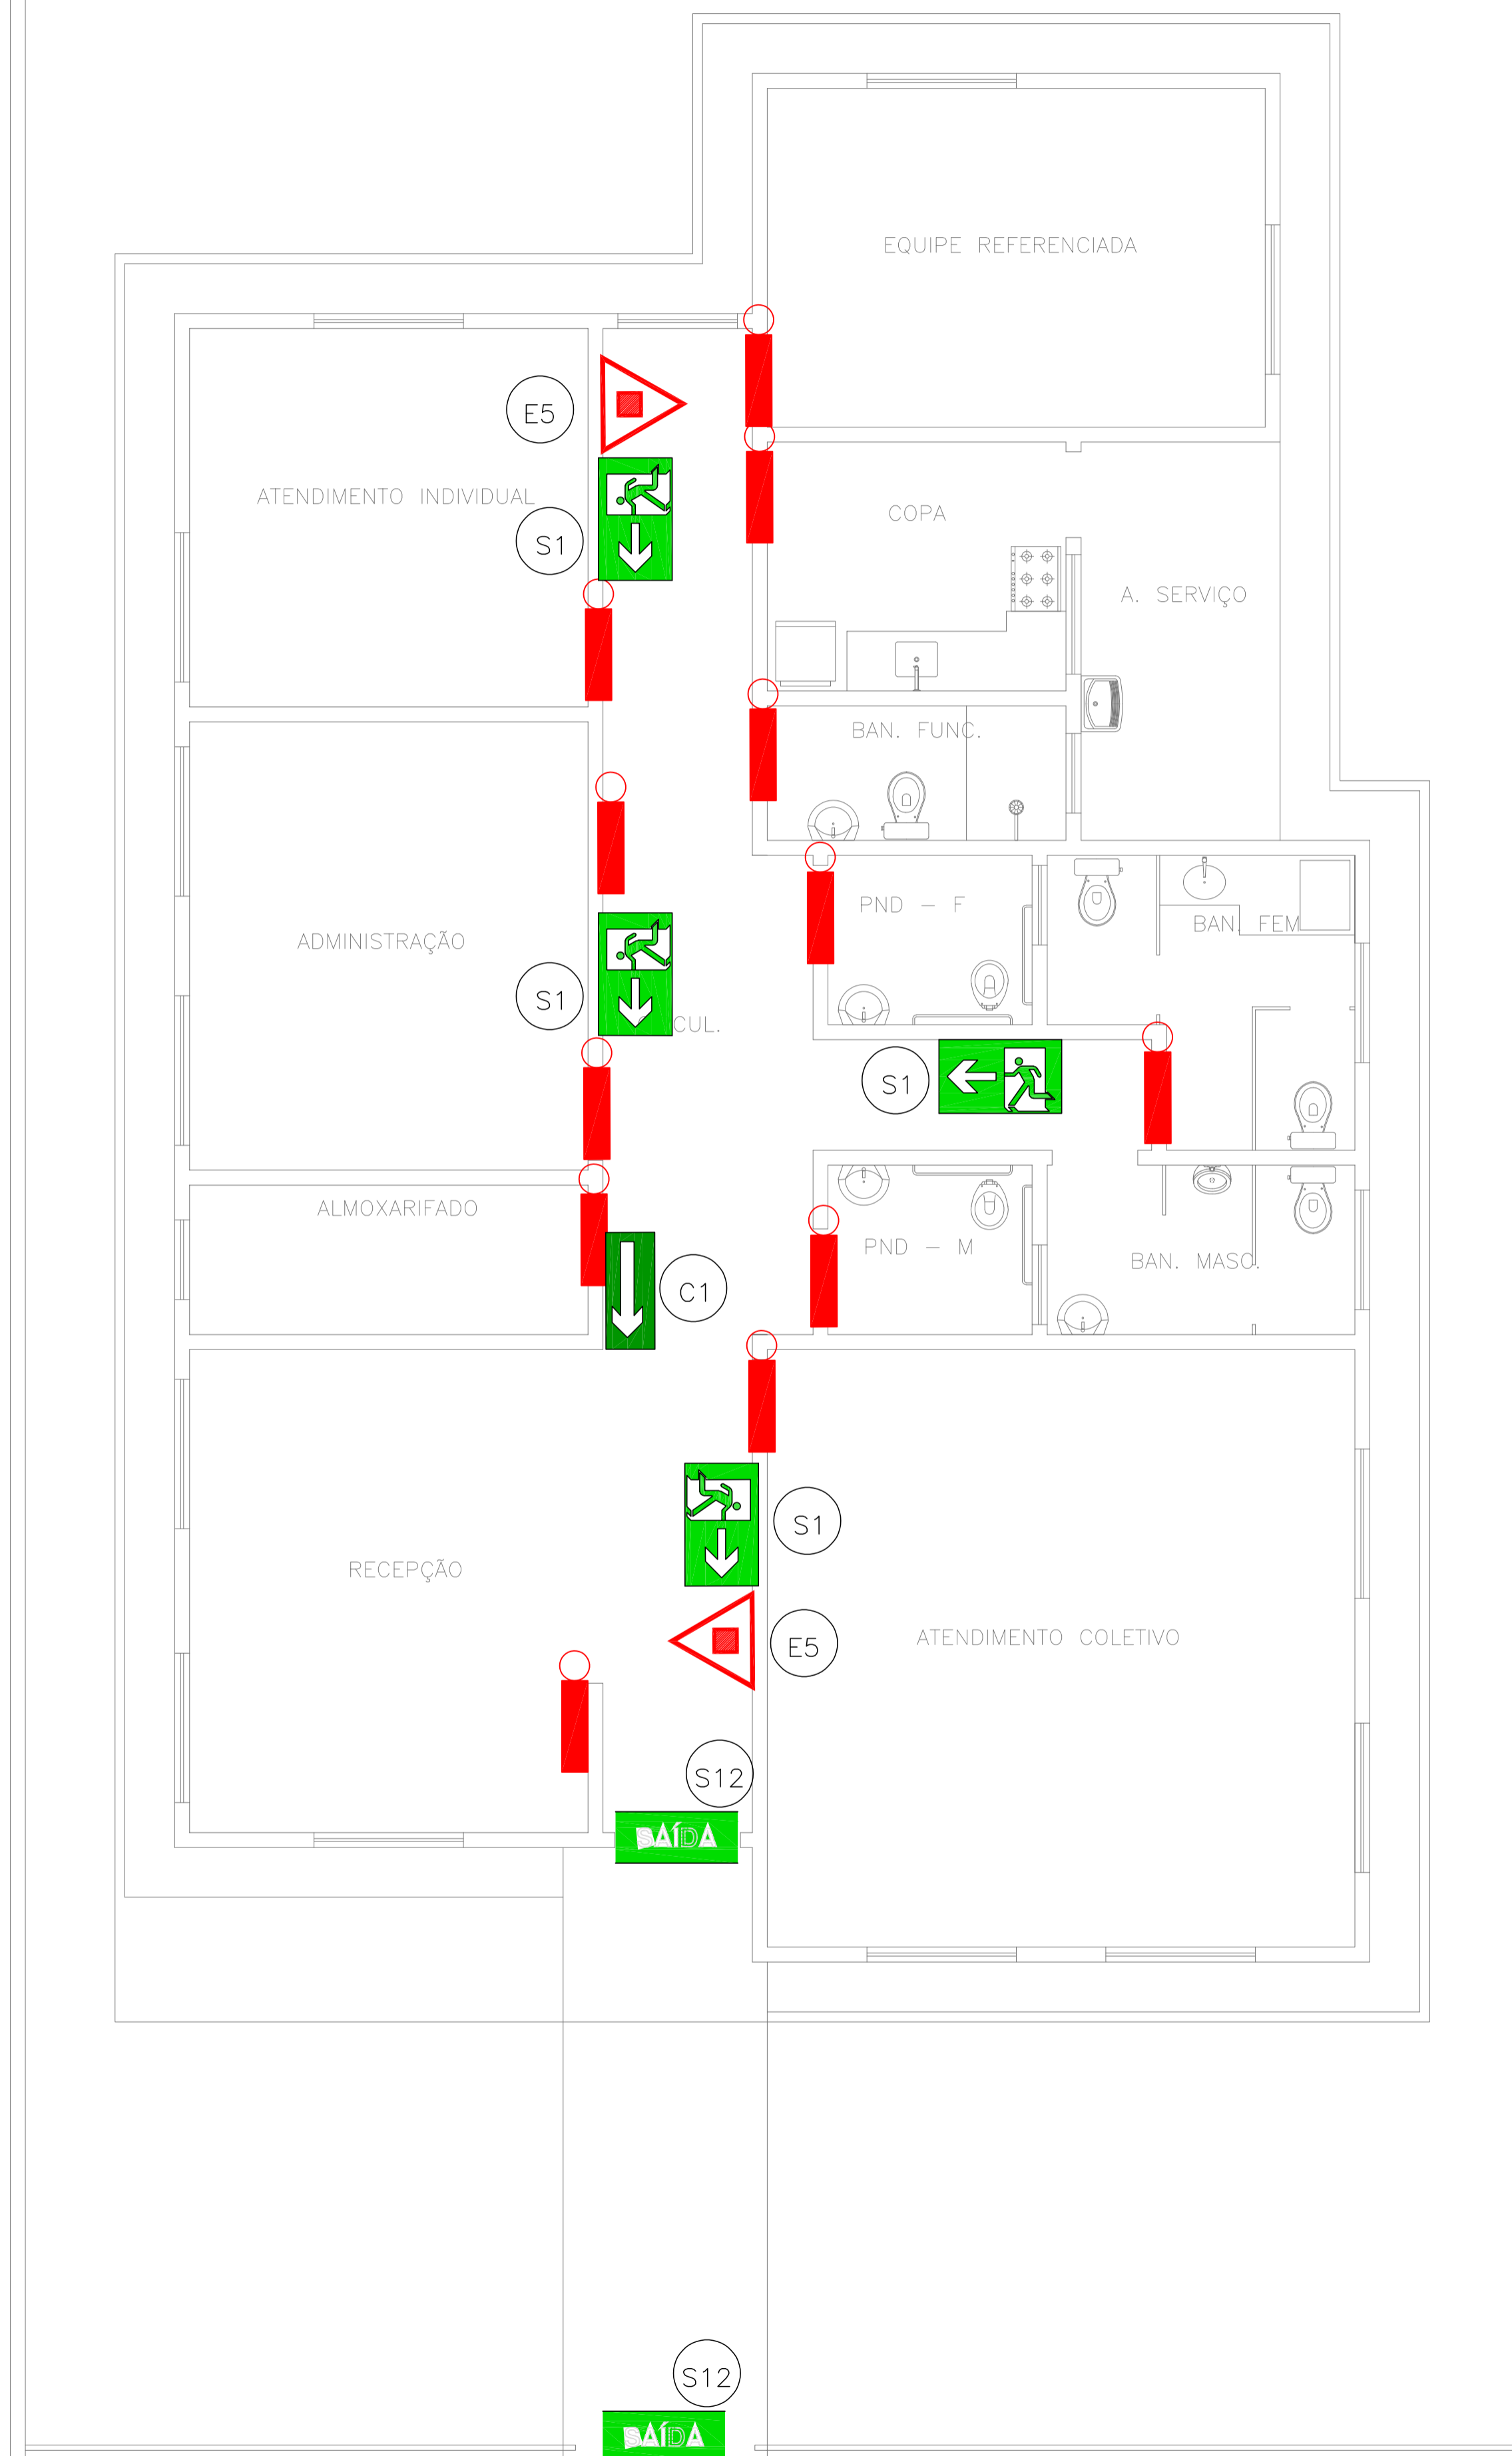 EQUIPE REFERENCIADA
E5
ATENDIMENTO INDIVIDUAL
COPA
S1
A. SERVIÇO
BAN. FUNC.
PND - F
BAN. FEM
ADMINISTRAÇÃO
S1
CUL.
S1
ALMOXARIFADO
PND - M
BAN. MASC.
C1
S1
RECEPÇÃO
ATENDIMENTO COLETIVO
E5
S12
SAÍDA
S12
SAÍDA